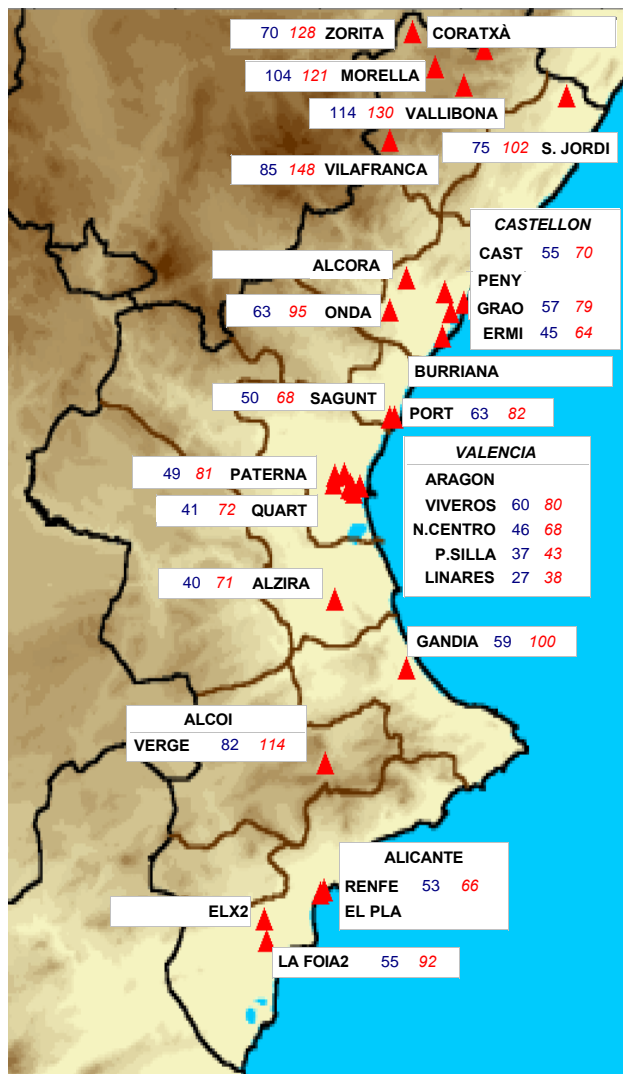 70 128 ZORITA
CORATXÀ
104 121 MORELLA
114 130 VALLIBONA
75 102 S. JORDI
85 148 VILAFRANCA
CASTELLON
CAST 55 70
PENY
GRAO 57 79
ERMI 45 64
ALCORA
63 95 ONDA
BURRIANA
50 68 SAGUNT
PORT 63 82
VALENCIA
ARAGON
VIVEROS 60 80
N.CENTRO 46 68
P.SILLA 37 43
LINARES 27 38
49 81 PATERNA
41 72 QUART
40 71 ALZIRA
GANDIA 59 100
ALCOI
VERGE 82 114
ALICANTE
RENFE 53 66
EL PLA
ELX2
LA FOIA2 55 92